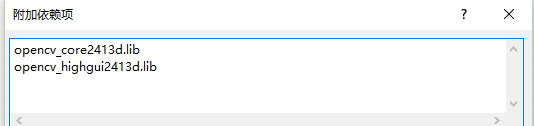 附加依赖项
opencv_core2413d.lib
opencv_highgui2413d.lib